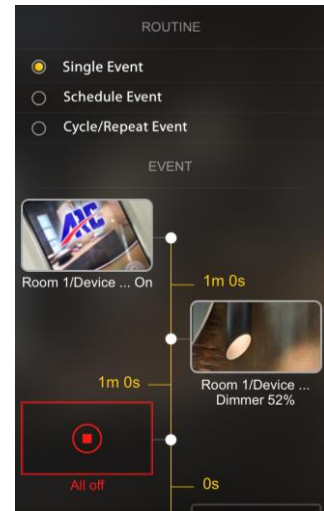 ROUTINE
Single Event
Schedule Event
Cycle/Repeat Event
EVENT
ARC
Room 1/Device ... On
1m 0s
1m 0s
Room 1/Device ...
Dimmer 52%
All off
0s